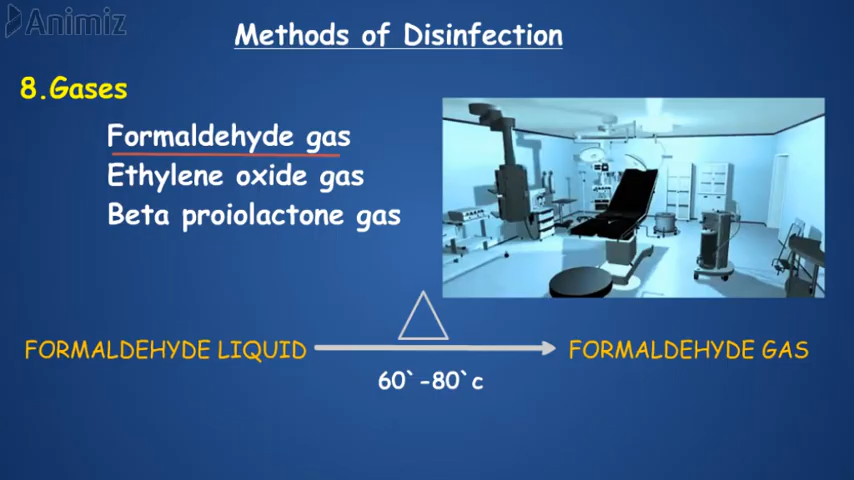 Animiz
Methods of Disinfection
8.Gases
Formaldehyde gas
Ethylene oxide gas
Beta proiolactone gas
FORMALDEHYDE LIQUID
FORMALDEHYDE GAS
60`-80`c